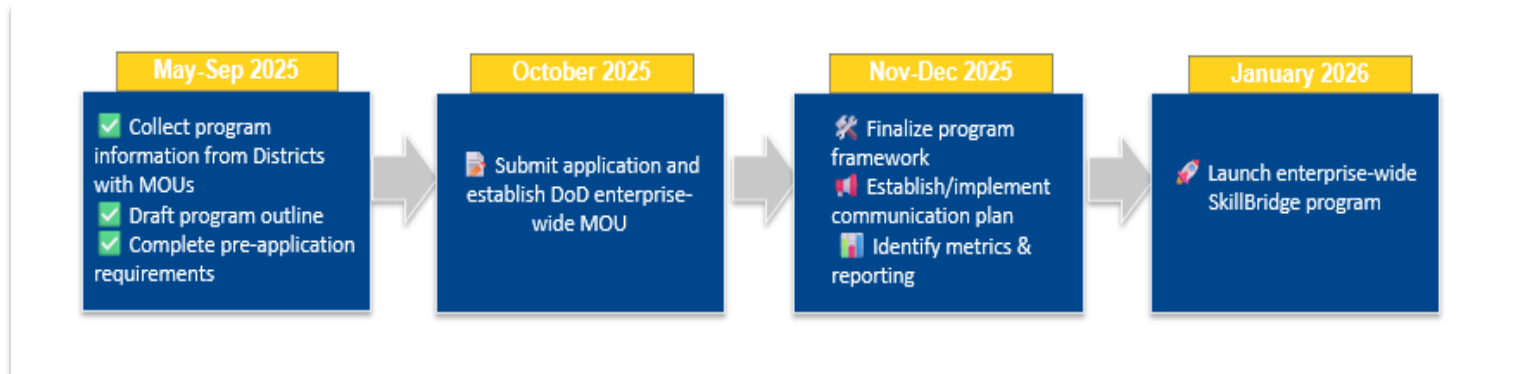 May-Sep 2025
✅ Collect program
information from Districts
with MOUs
✅ Draft program outline
✅ Complete pre-application
requirements
October 2025
📝 Submit application and
establish DoD enterprise-
wide MOU
Nov-Dec 2025
🛠 Finalize program
framework
📢 Establish/implement
communication plan
📊 Identify metrics &
reporting
January 2026
🚀 Launch enterprise-wide
SkillBridge program